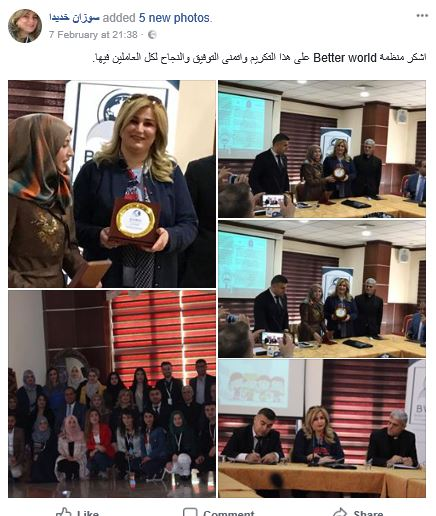 سوزان خديدا added 5 new photos.
7 February at 21:38 ·
اشكر منظمة Better world على هذا التكريم واتمنى التوفيق والنجاح لكل العاملين فيها.
Like Comment Share